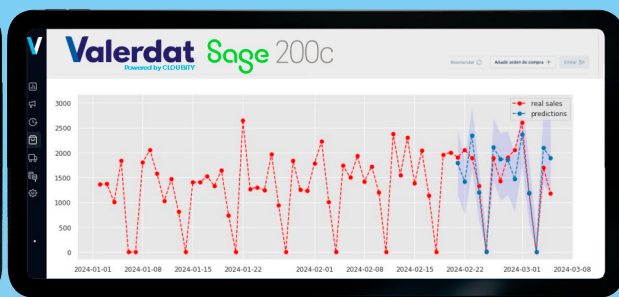 V
Valerdat Sage 200c
Powered by CLOUBITY
Recalcular Añadir orden de compra + Enviar
real sales
predictions
3000
2500
2000
1500
1000
500
0
2024-01-01 2024-01-08 2024-01-15 2024-01-22 2024-02-01 2024-02-08 2024-02-15 2024-02-22 2024-03-01 2024-03-08